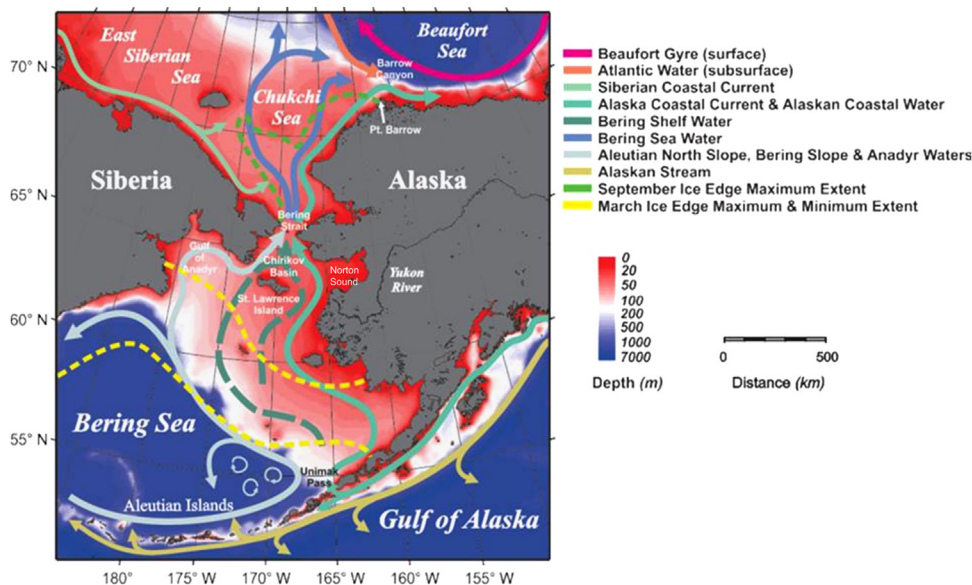 East
Siberian
Sea
Beaufort
Sea
Barrow
Canyon
Chukchi
Sea
Pt. Barrow
Siberia
Alaska
Bering
Strait
Gulf
of
Anadyr
Chirikov
Basin
Norton
Sound
Yukon
River
St. Lawrence
Island
Bering Sea
Unimak
Pass
Aleutian Islands
Gulf of Alaska
70° N
65° N
60° N
55° N
180°
175° W
170° W
165° W
160° W
155° W
Beaufort Gyre (surface)
Atlantic Water (subsurface)
Siberian Coastal Current
Alaska Coastal Current & Alaskan Coastal Water
Bering Shelf Water
Bering Sea Water
Aleutian North Slope, Bering Slope & Anadyr Waters
Alaskan Stream
September Ice Edge Maximum Extent
March Ice Edge Maximum & Minimum Extent
0
20
50
100
200
500
1000
7000
Depth (m)
0 500
Distance (km)